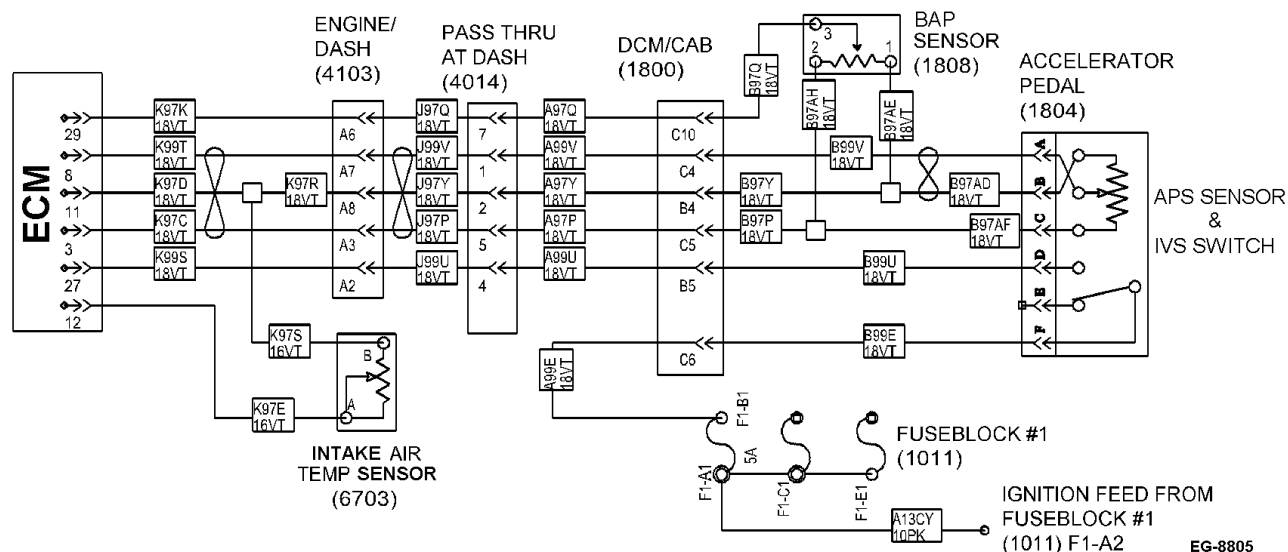 ENGINE/
DASH
(4103)
PASS THRU
AT DASH
(4014)
DCM/CAB
(1800)
BAP
SENSOR
(1808)
ACCELERATOR
PEDAL
(1804)
3
2
1
B97Q
18VT
B97AH
18VT
B97AE
18VT
ECM
29
8
11
3
27
12
K97K
18VT
K99T
18VT
K97D
18VT
K97C
18VT
K99S
18VT
K97R
18VT
A6
A7
A8
A3
A2
J97Q
18VT
J99V
18VT
J97Y
18VT
J97P
18VT
J99U
18VT
7
1
2
5
4
A97Q
18VT
A99V
18VT
A97Y
18VT
A97P
18VT
A99U
18VT
C10
C4
B4
C5
B5
C6
B99V
18VT
B97Y
18VT
B97P
18VT
B97AD
18VT
B97AF
18VT
B99U
18VT
B99E
18VT
A
B
C
D
E
F
APS SENSOR
&
IVS SWITCH
K97S
16VT
K97E
16VT
B
A
INTAKE AIR
TEMP SENSOR
(6703)
A99E
18VT
F1-B1
5A
F1-A1
F1-C1
F1-E1
FUSEBLOCK #1
(1011)
A13CY
10PK
IGNITION FEED FROM
FUSEBLOCK #1
(1011) F1-A2
EG-8805